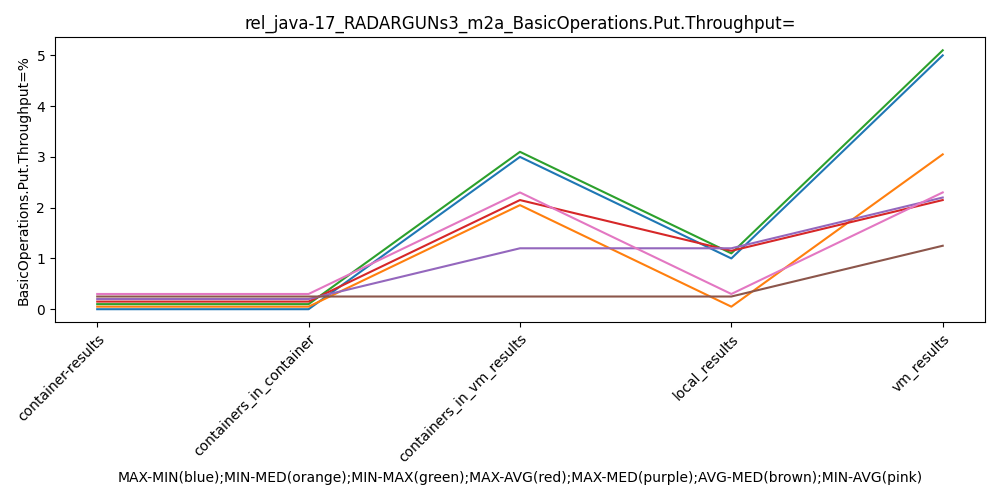 rel_java-17_RADARGUNs3_m2a_BasicOperations.Put.Throughput=
BasicOperations.Put.Throughput=%
5
4
3
2
1
0
container-results
containers_in_container
containers_in_vm_results
local_results
vm_results
MAX-MIN(blue);MIN-MED(orange);MIN-MAX(green);MAX-AVG(red);MAX-MED(purple);AVG-MED(brown);MIN-AVG(pink)